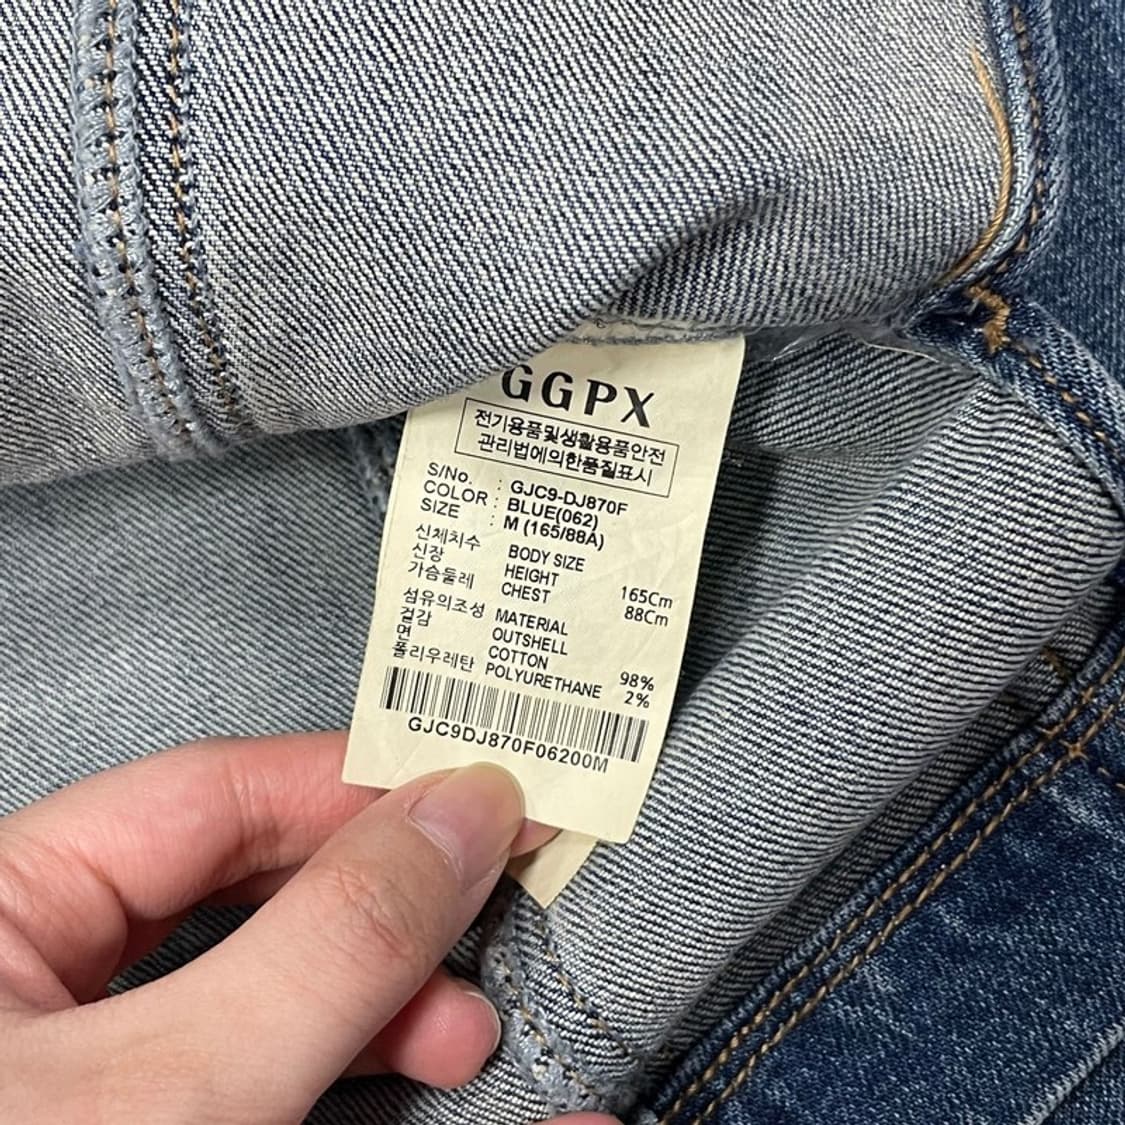 GGPX
전기용품및생활용품안전
관리법에의한품질표시
S/No. : GJC9-DJ870F
COLOR : BLUE(062)
SIZE : M (165/88A)
신체치수 BODY SIZE
신장 HEIGHT 165Cm
가슴둘레 CHEST 88Cm
섬유의조성 MATERIAL
겉감 OUTSHELL
면 COTTON 98%
폴리우레탄 POLYURETHANE 2%
GJC9DJ870F06200M